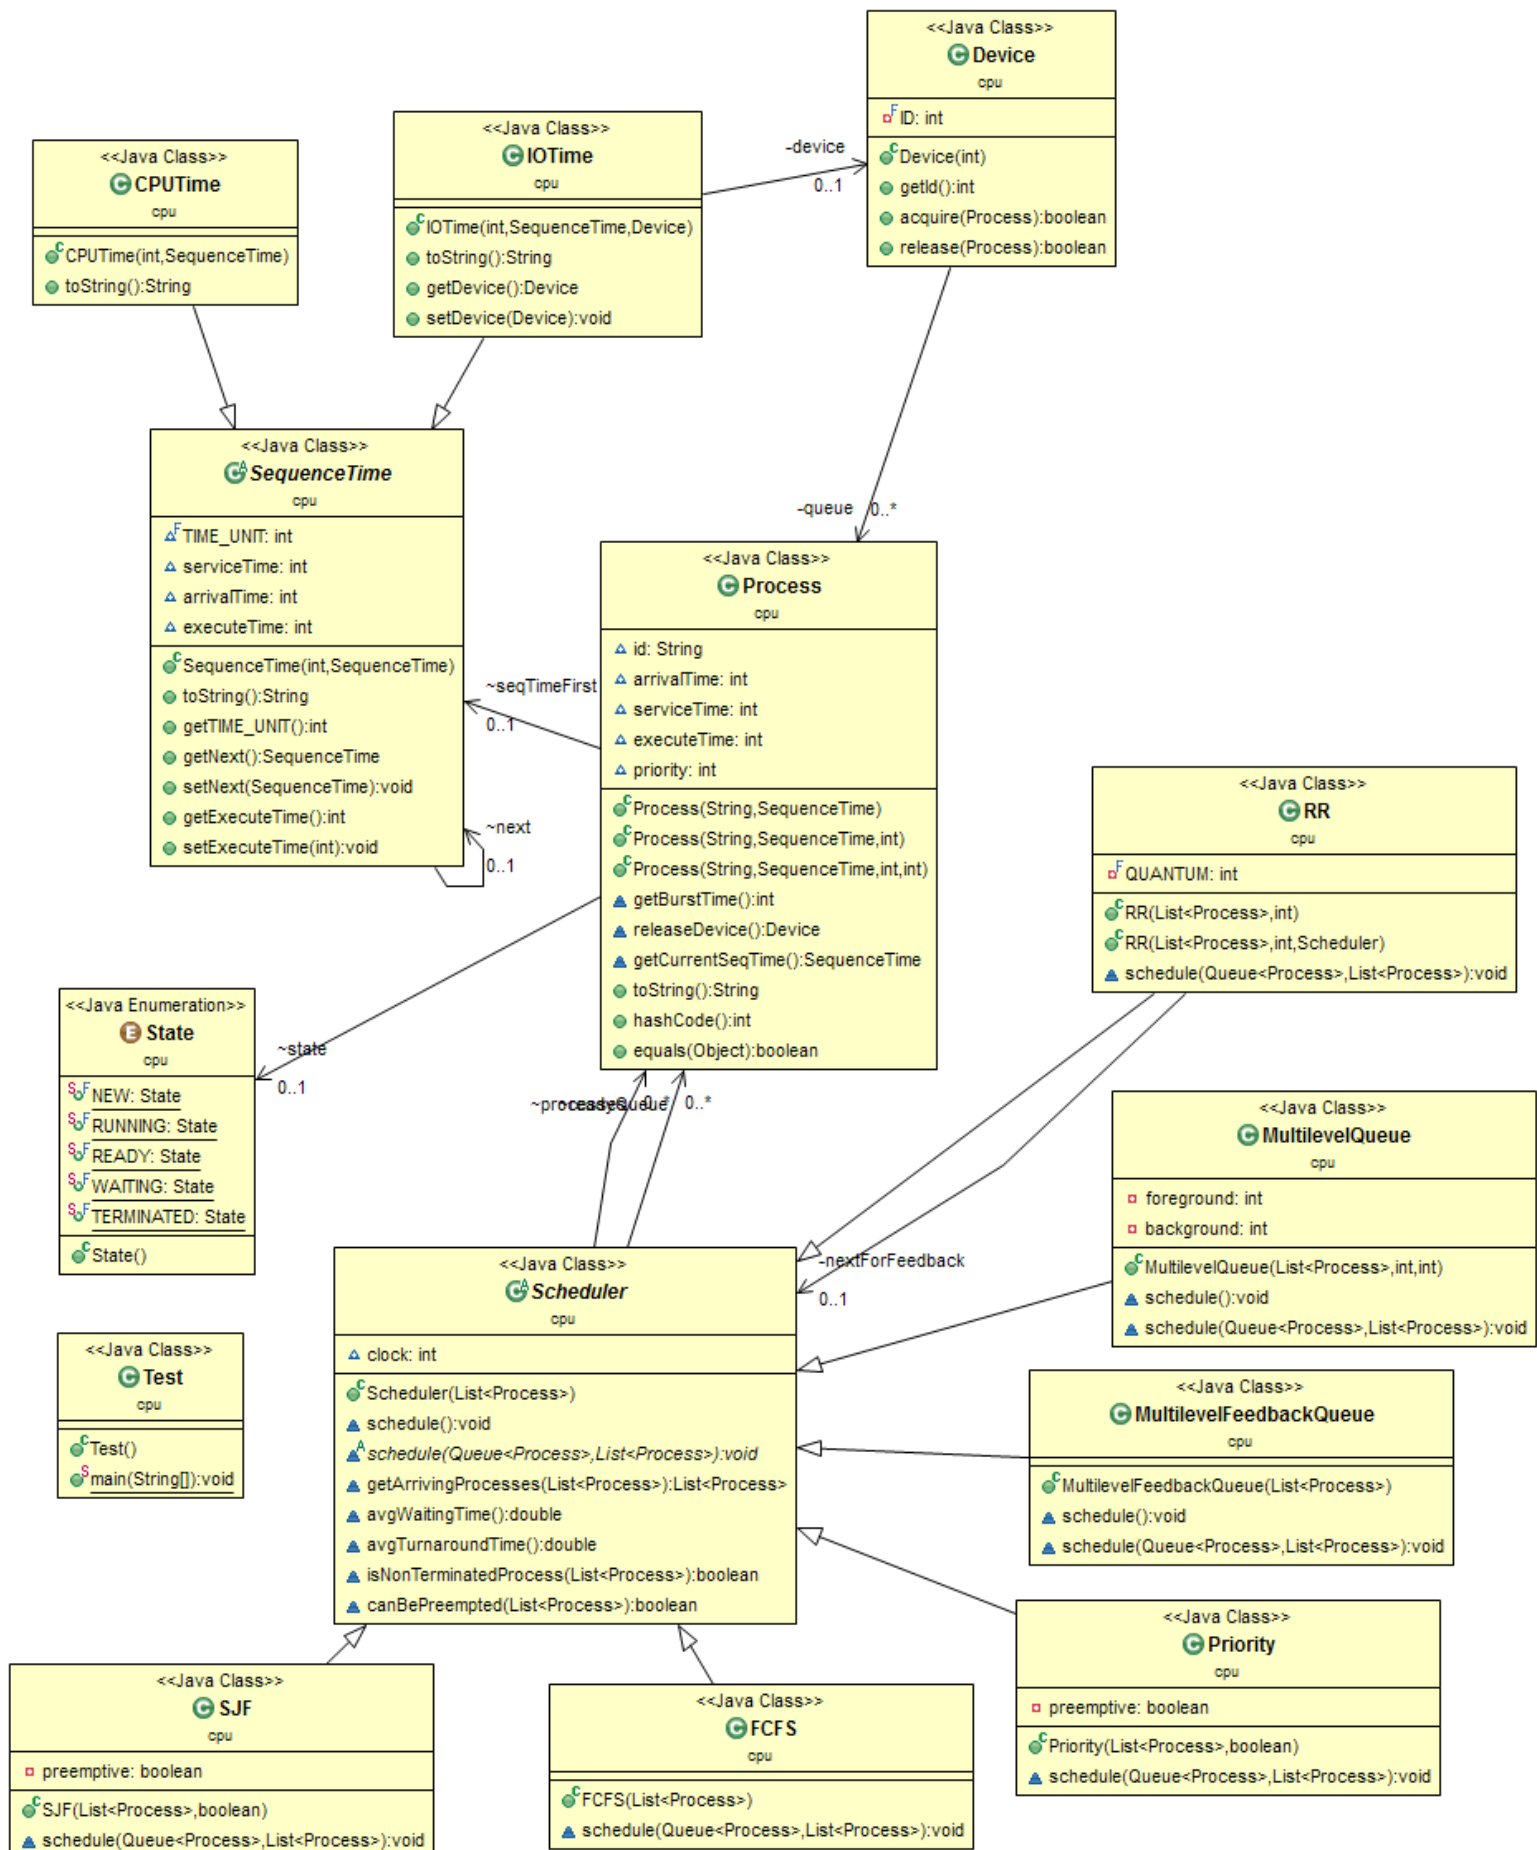 <<Java Class>>
Device
cpu
ID: int
Device(int)
getId():int
acquire(Process):boolean
release(Process):boolean
<<Java Class>>
IOTime
cpu
IOTime(int,SequenceTime,Device)
toString():String
getDevice():Device
setDevice(Device):void
-device
0..1
<<Java Class>>
CPUTime
cpu
CPUTime(int,SequenceTime)
toString():String
<<Java Class>>
SequenceTime
cpu
TIME_UNIT: int
serviceTime: int
arrivalTime: int
executeTime: int
SequenceTime(int,SequenceTime)
toString():String
getTIME_UNIT():int
getNext():SequenceTime
setNext(SequenceTime):void
getExecuteTime():int
setExecuteTime(int):void
~next
0..1
-queue
0..*
<<Java Class>>
Process
cpu
id: String
arrivalTime: int
serviceTime: int
executeTime: int
priority: int
Process(String,SequenceTime)
Process(String,SequenceTime,int)
Process(String,SequenceTime,int,int)
getBurstTime():int
releaseDevice():Device
getCurrentSeqTime():SequenceTime
toString():String
hashCode():int
equals(Object):boolean
~seqTimeFirst
0..1
<<Java Class>>
RR
cpu
QUANTUM: int
RR(List<Process>,int)
RR(List<Process>,int,Scheduler)
schedule(Queue<Process>,List<Process>):void
<<Java Enumeration>>
State
cpu
NEW: State
RUNNING: State
READY: State
WAITING: State
TERMINATED: State
State()
~state
0..1
0..*
0..*
<<Java Class>>
MultilevelQueue
cpu
foreground: int
background: int
MultilevelQueue(List<Process>,int,int)
schedule():void
schedule(Queue<Process>,List<Process>):void
<<Java Class>>
Scheduler
cpu
clock: int
Scheduler(List<Process>)
schedule():void
schedule(Queue<Process>,List<Process>):void
getArrivingProcesses(List<Process>):List<Process>
avgWaitingTime():double
avgTurnaroundTime():double
isNonTerminatedProcess(List<Process>):boolean
canBePreempted(List<Process>):boolean
-nextForFeedback
0..1
<<Java Class>>
Test
cpu
Test()
main(String[]):void
<<Java Class>>
MultilevelFeedbackQueue
cpu
MultilevelFeedbackQueue(List<Process>)
schedule():void
schedule(Queue<Process>,List<Process>):void
<<Java Class>>
Priority
cpu
preemptive: boolean
Priority(List<Process>,boolean)
schedule(Queue<Process>,List<Process>):void
<<Java Class>>
SJF
cpu
preemptive: boolean
SJF(List<Process>,boolean)
schedule(Queue<Process>,List<Process>):void
<<Java Class>>
FCFS
cpu
FCFS(List<Process>)
schedule(Queue<Process>,List<Process>):void